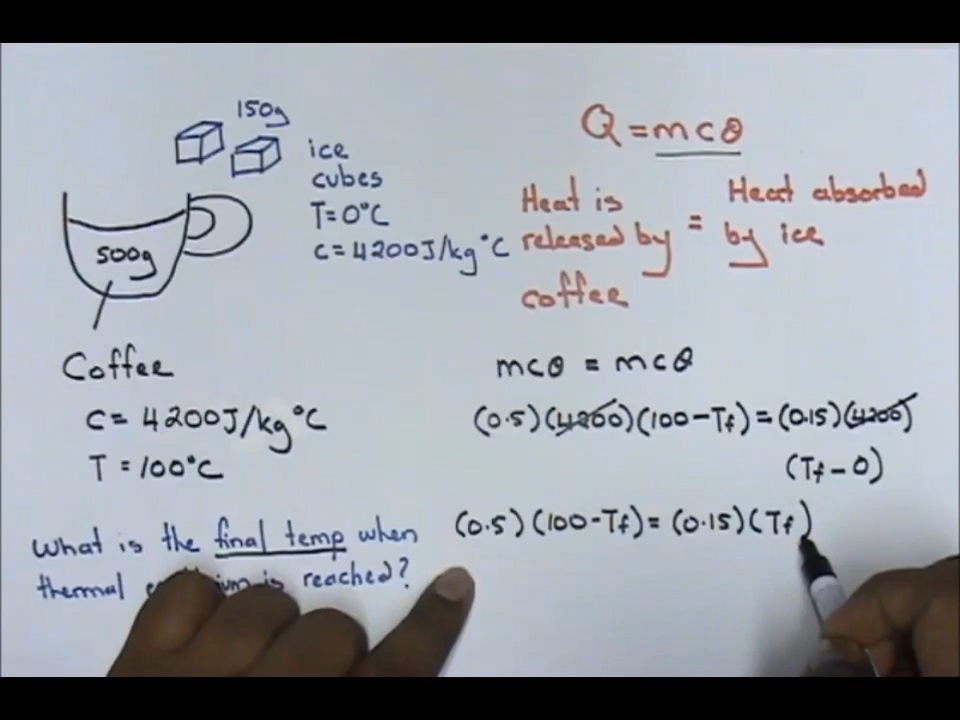 150g
ice
cubes
T=0°C
c=4200J/kg°C
500g
Coffee
c=4200J/kg°C
T=100°C
What is the final temp when
thermal reached?
Q=mcθ
Heat is
released by
coffee
=
Heat absorbed
by ice
mcθ = mcθ
(0.5)(4200)(100-Tf)=(0.15)(4200)
(Tf-0)
(0.5)(100-Tf)=(0.15)(Tf)